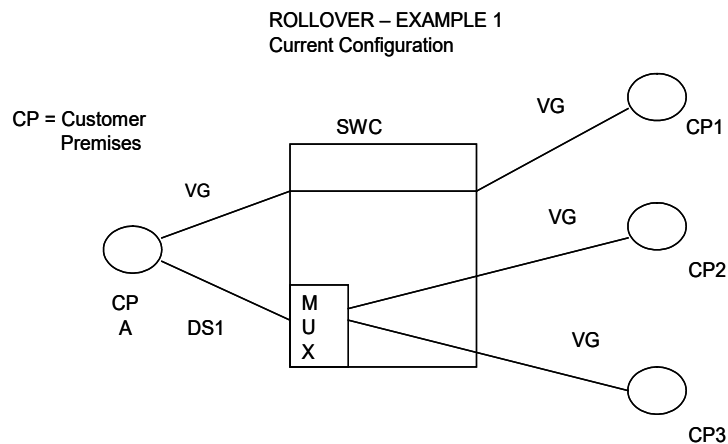 ROLLOVER – EXAMPLE 1
Current Configuration
CP = Customer
Premises
SWC
VG
CP1
VG
VG
CP2
CP
A
DS1
M
U
X
VG
CP3